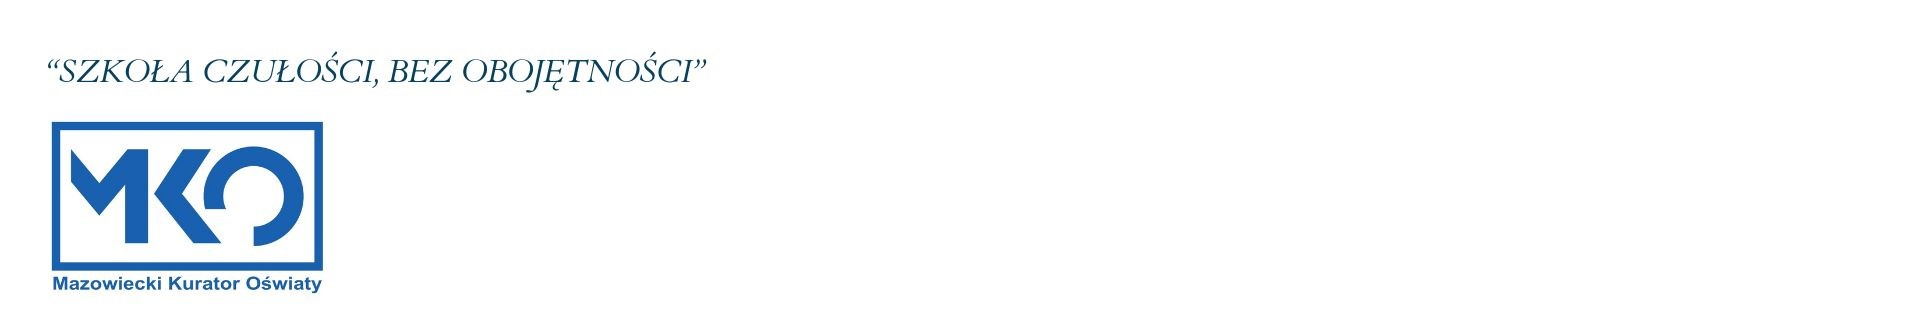 “SZKOŁA CZUŁOŚCI, BEZ OBOJĘTNOŚCI”
MKO
Mazowiecki Kurator Oświaty